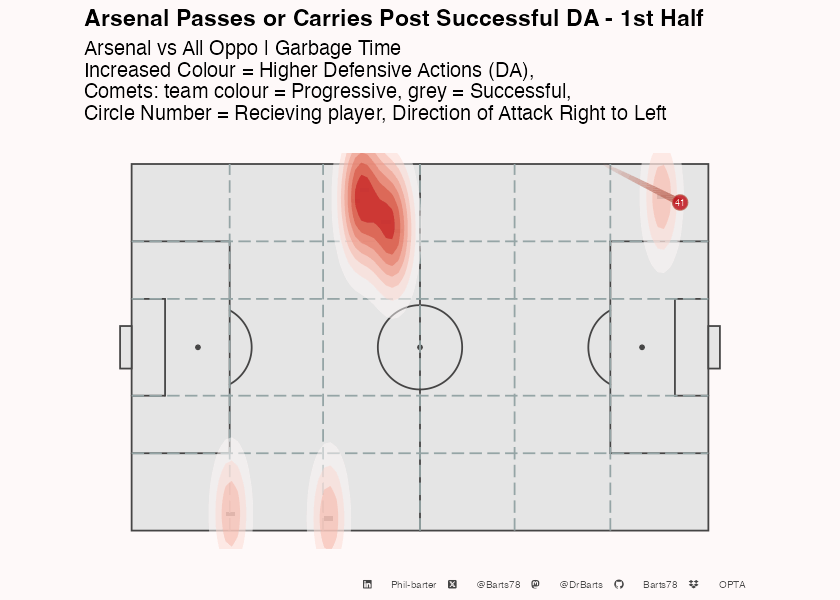 Arsenal Passes or Carries Post Successful DA - 1st Half
Arsenal vs All Oppo | Garbage Time
Increased Colour = Higher Defensive Actions (DA),
Comets: team colour = Progressive, grey = Successful,
Circle Number = Recieving player, Direction of Attack Right to Left
41
Phil-barter @Barts78 @DrBarts Barts78 OPTA